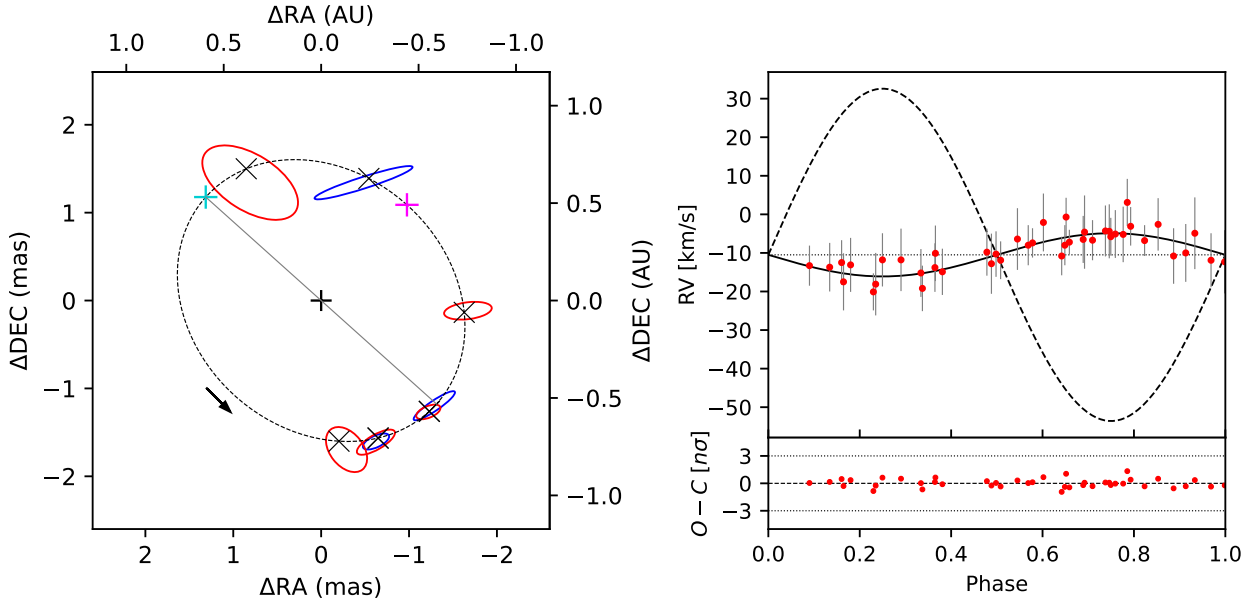 ΔRA (AU)
1.0 0.5 0.0 −0.5 −1.0
2 1 0 −1 −2
ΔDEC (mas)
1.0 0.5 0.0 −0.5 −1.0
ΔDEC (AU)
2 1 0 −1 −2
ΔRA (mas)
30 20 10 0 −10 −20 −30 −40 −50
RV [km/s]
3 0 −3
O − C [nσ]
0.0 0.2 0.4 0.6 0.8 1.0
Phase